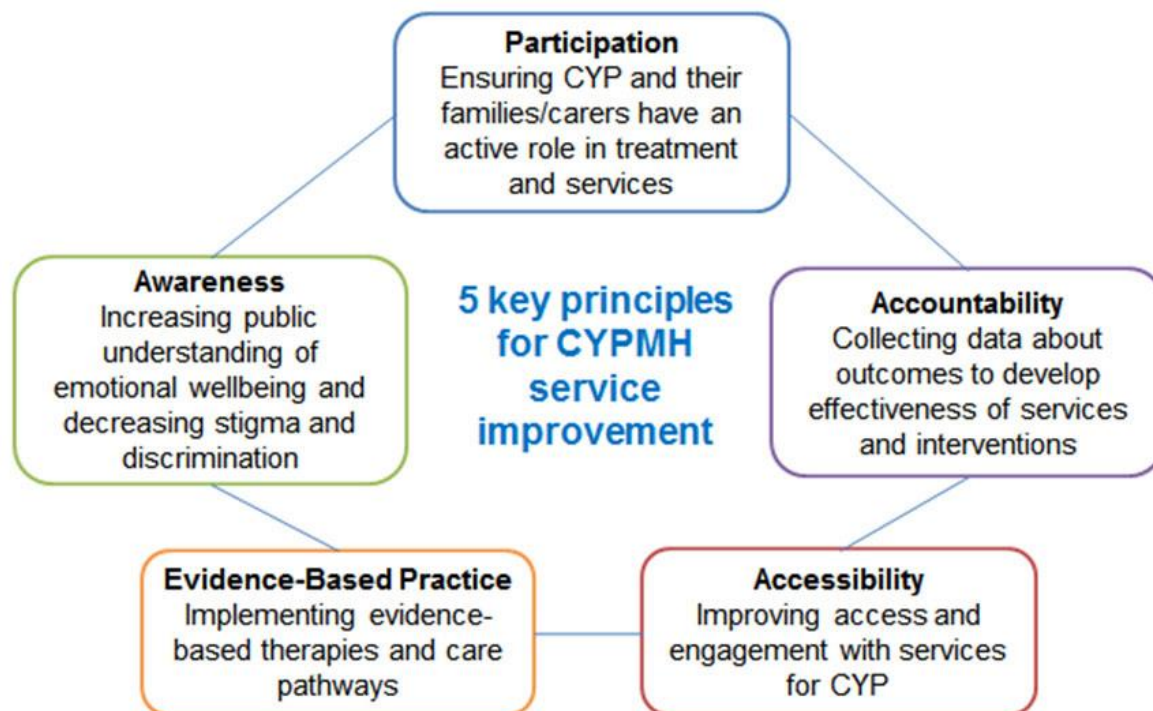 Participation
Ensuring CYP and their
families/carers have an
active role in treatment
and services
Awareness
Increasing public
understanding of
emotional wellbeing and
decreasing stigma and
discrimination
5 key principles
for CYPMH
service
improvement
Accountability
Collecting data about
outcomes to develop
effectiveness of services
and interventions
Evidence-Based Practice
Implementing evidence-
based therapies and care
pathways
Accessibility
Improving access and
engagement with services
for CYP